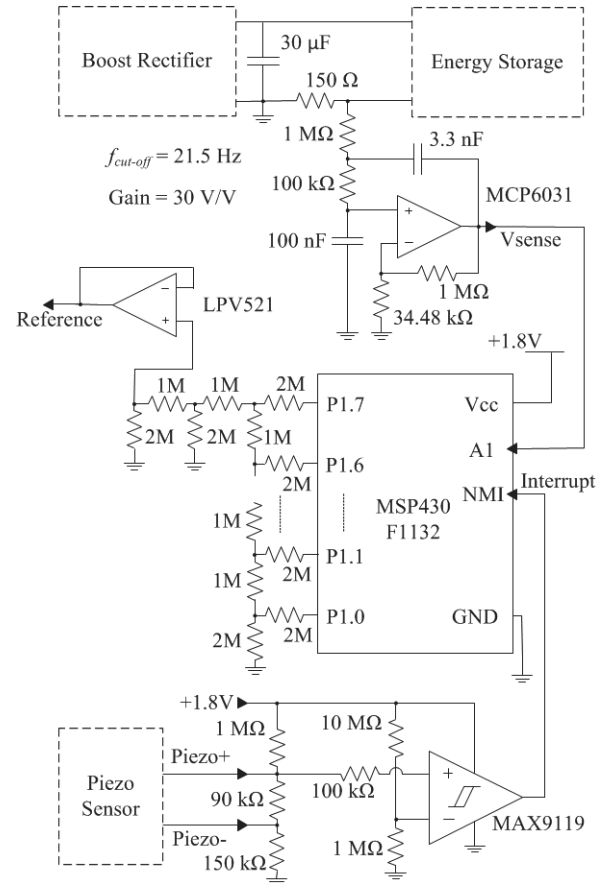 Boost Rectifier
30 µF
Energy Storage
150 Ω
1 MΩ
3.3 nF
f_cut-off = 21.5 Hz
100 kΩ
MCP6031
Gain = 30 V/V
+
100 nF
−
Vsense
1 MΩ
34.48 kΩ
−
LPV521
+
Reference
+1.8V
1M
1M
2M
P1.7
Vcc
2M
2M
1M
P1.6
A1
2M
NMI
Interrupt
MSP430
F1132
1M
P1.1
2M
1M
P1.0
GND
2M
2M
+1.8V
1 MΩ
10 MΩ
Piezo+
Piezo
Sensor
+
100 kΩ
90 kΩ
−
MAX9119
Piezo-
150 kΩ
1 MΩ